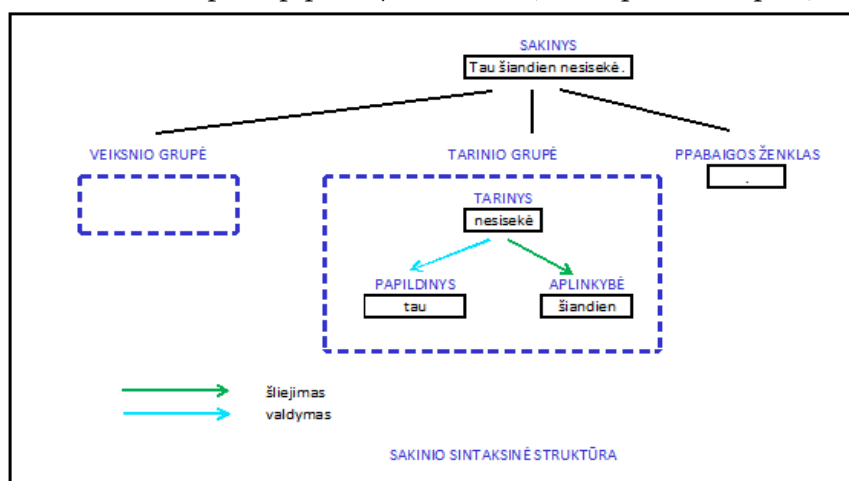 SAKINYS
Tau šiandien nesisekė.
VEIKSNIO GRUPĖ
TARINIO GRUPĖ
PPABAIGOS ŽENKLAS
.
TARINYS
nesisekė
PAPILDINYS
APLINKYBĖ
tau
šiandien
šliejimas
valdymas
SAKINIO SINTAKSINĖ STRUKTŪRA